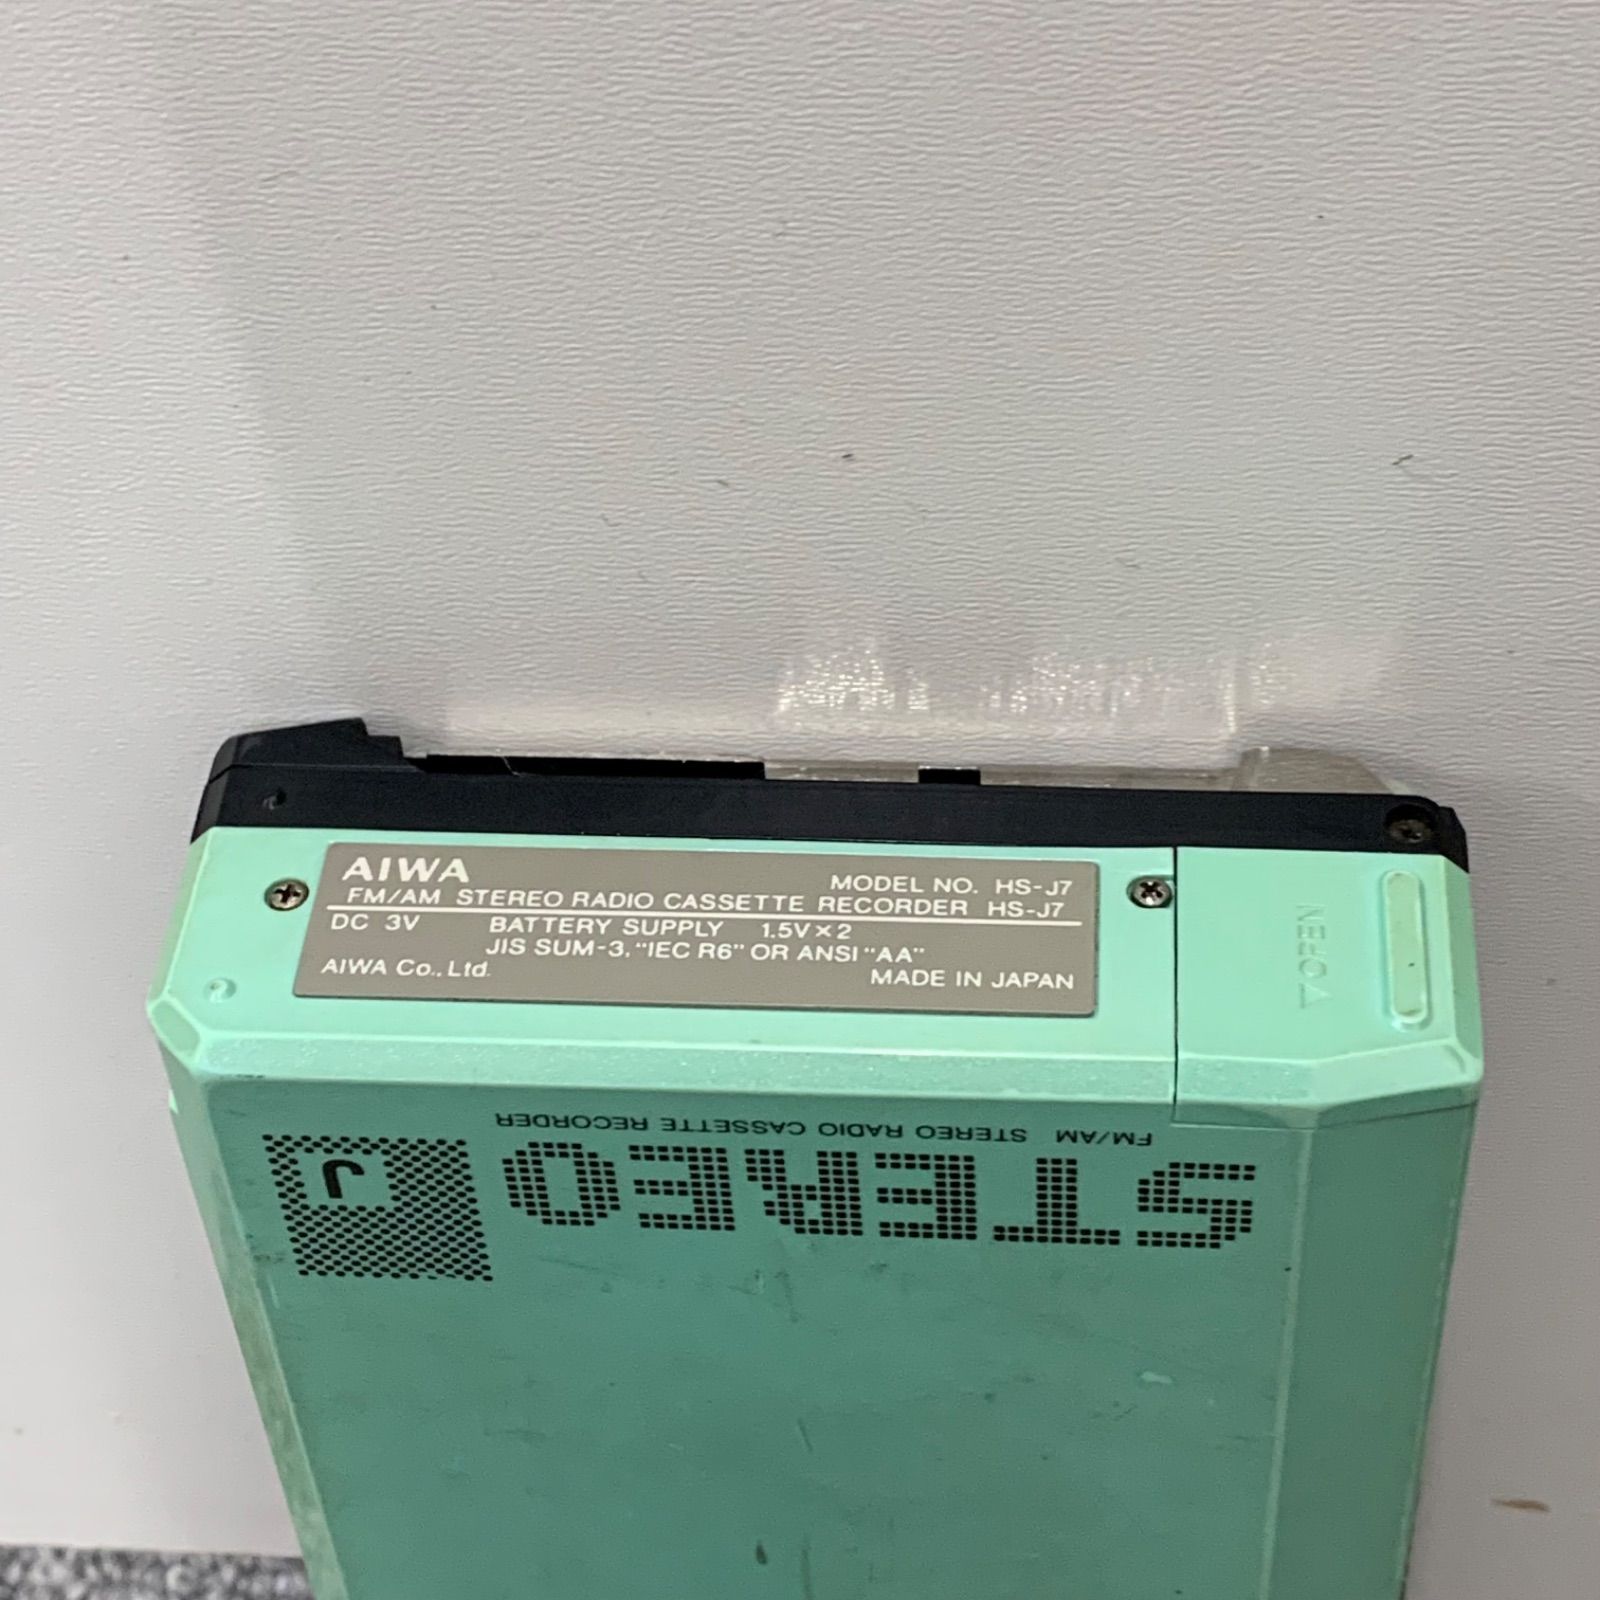 AIWA
MODEL NO. HS-J7
FM/AM STEREO RADIO CASSETTE RECORDER HS-J7
DC 3V BATTERY SUPPLY 1.5V×2
JIS SUM-3, "IEC R6" OR ANSI "AA"
AIWA Co., Ltd.
MADE IN JAPAN
OPEN
FM/AM STEREO RADIO CASSETTE RECORDER
STEREO
J